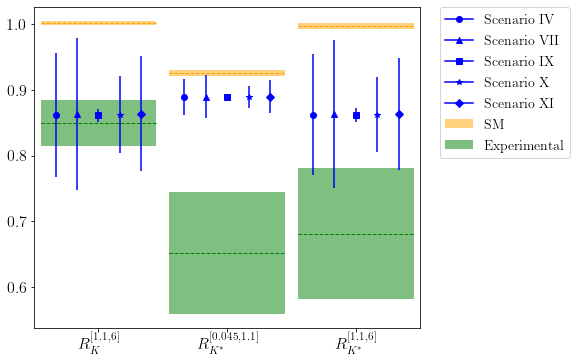 1.0
0.9
0.8
0.7
0.6
R_K^[1.1,6]
R_K*^[0.045,1.1]
R_K*^[1.1,6]
Scenario IV
Scenario VII
Scenario IX
Scenario X
Scenario XI
SM
Experimental